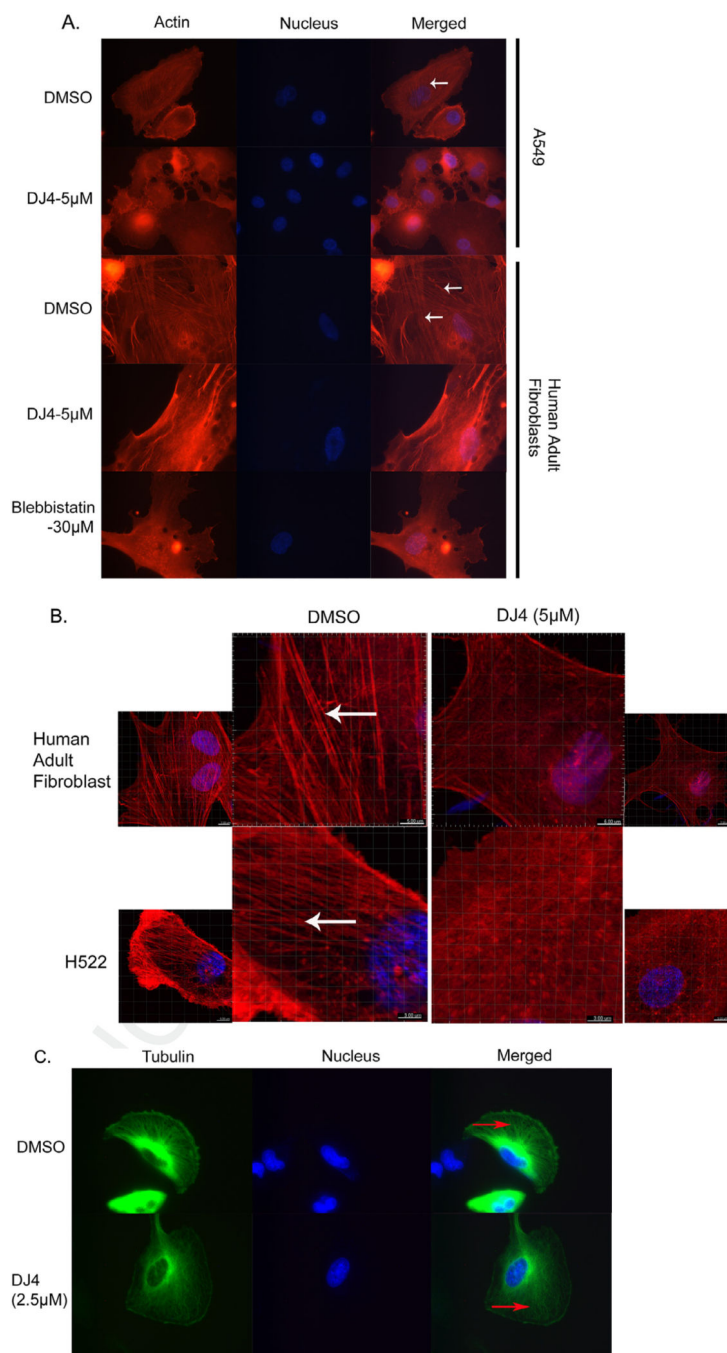 A.
Actin Nucleus Merged
DMSO
DJ4-5µM
A549
DMSO
DJ4-5µM
Blebbistatin
-30µM
Human Adult
Fibroblasts
B.
DMSO DJ4 (5µM)
Human
Adult
Fibroblast
H522
C.
Tubulin Nucleus Merged
DMSO
DJ4
(2.5µM)